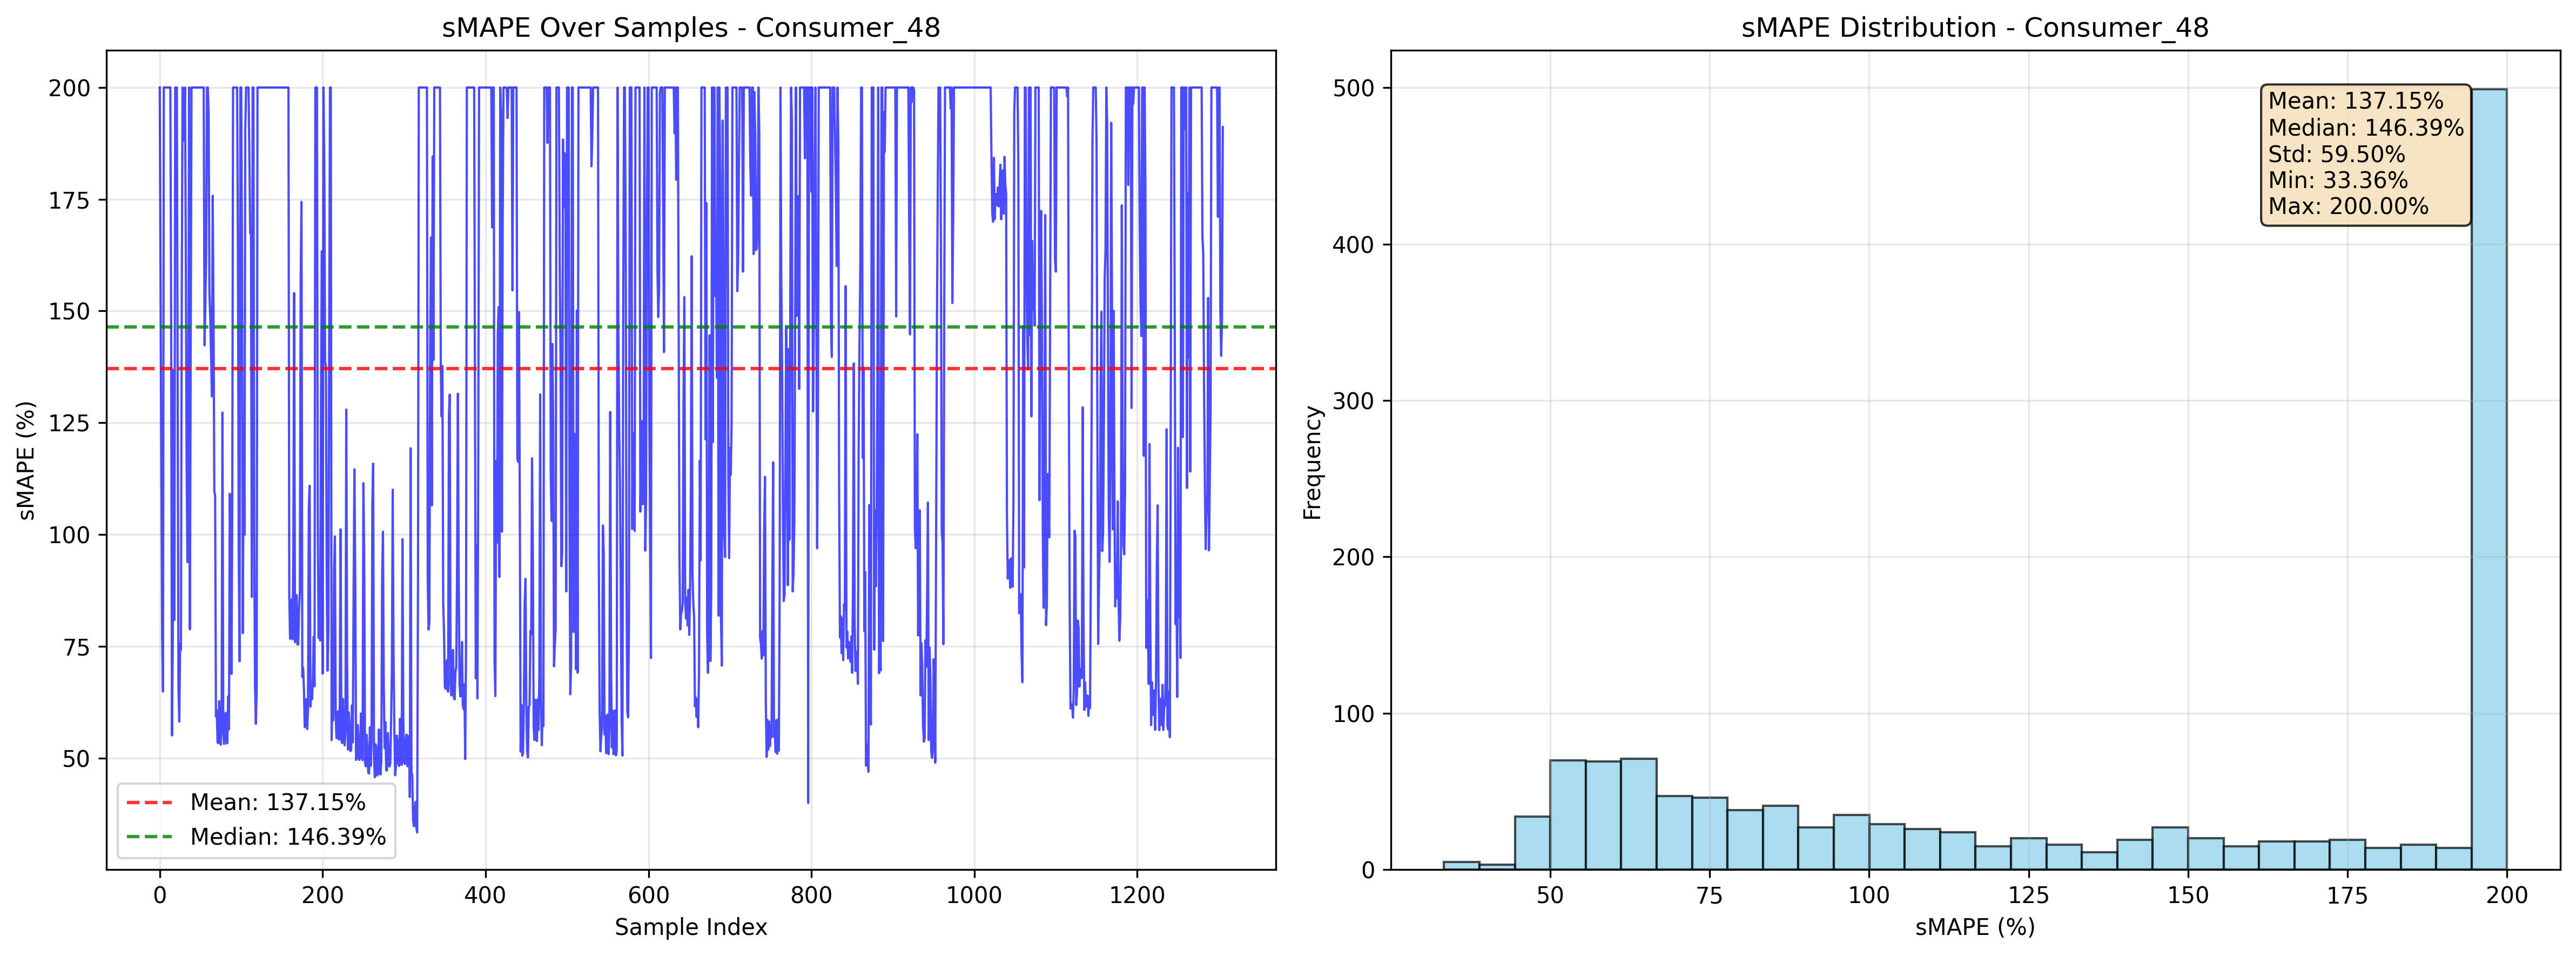 sMAPE Over Samples - Consumer_48
200
175
150
125
100
75
50
sMAPE (%)
Mean: 137.15%
Median: 146.39%
0
200
400
600
800
1000
1200
Sample Index
sMAPE Distribution - Consumer_48
500
400
300
200
100
0
Frequency
Mean: 137.15%
Median: 146.39%
Std: 59.50%
Min: 33.36%
Max: 200.00%
50
75
100
125
150
175
200
sMAPE (%)